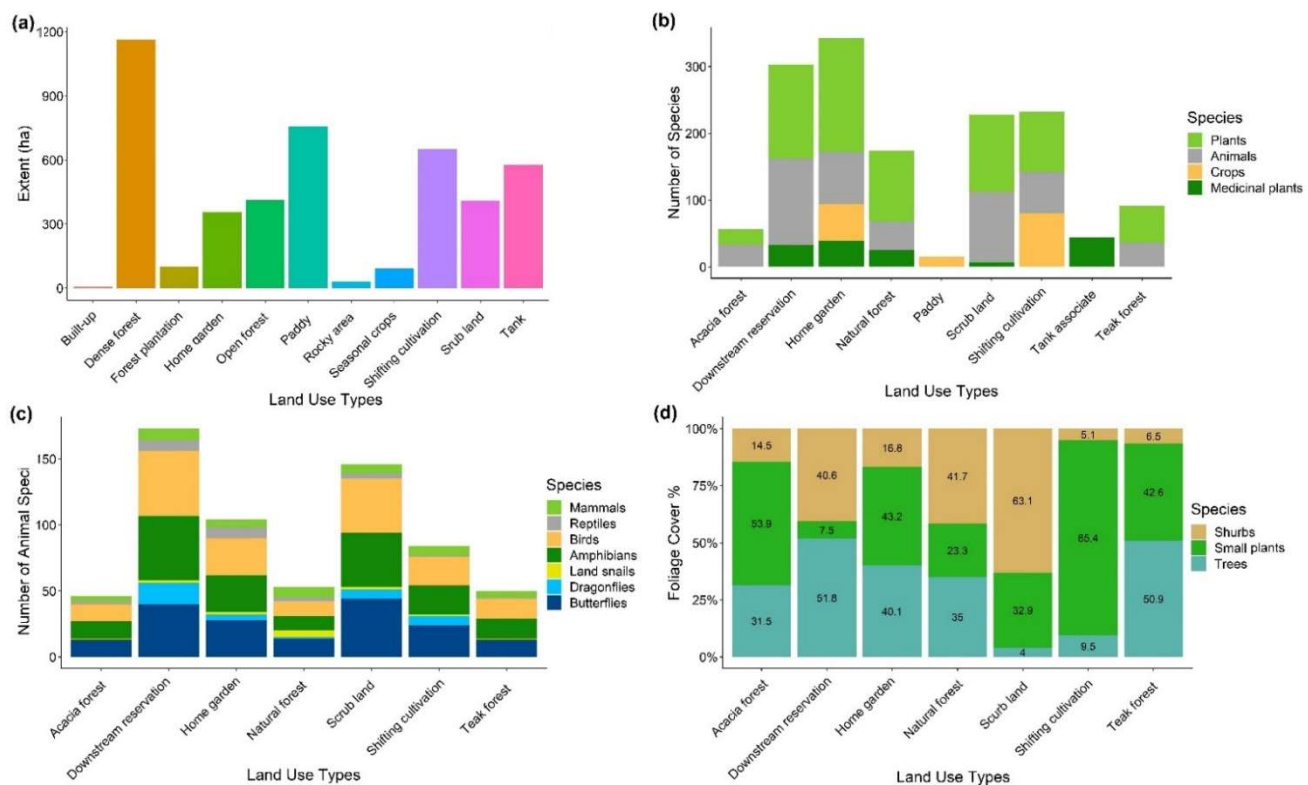 (a)
1200
900
600
300
0
Extent (ha)
Built-up
Dense forest
Forest plantation
Home garden
Open forest
Paddy
Rocky area
Seasonal crops
Shifting cultivation
Srub land
Tank
Land Use Types
(b)
300
200
100
0
Number of Species
Acacia forest
Downstream reservation
Home garden
Natural forest
Paddy
Scrub land
Shifting cultivation
Tank associate
Teak forest
Land Use Types
Species
Plants
Animals
Crops
Medicinal plants
(c)
150
100
50
0
Number of Animal Speci
Acacia forest
Downstream reservation
Home garden
Natural forest
Scrub land
Shifting cultivation
Teak forest
Land Use Types
Species
Mammals
Reptiles
Birds
Amphibians
Land snails
Dragonflies
Butterflies
(d)
100%
75%
50%
25%
0%
Foliage Cover %
14.5
53.9
31.5
40.6
7.5
51.8
16.8
43.2
40.1
41.7
23.3
35
63.1
32.9
4
5.1
85.4
9.5
6.5
42.6
50.9
Acacia forest
Downstream reservation
Home garden
Natural forest
Scurb land
Shifting cultivation
Teak forest
Land Use Types
Species
Shurbs
Small plants
Trees